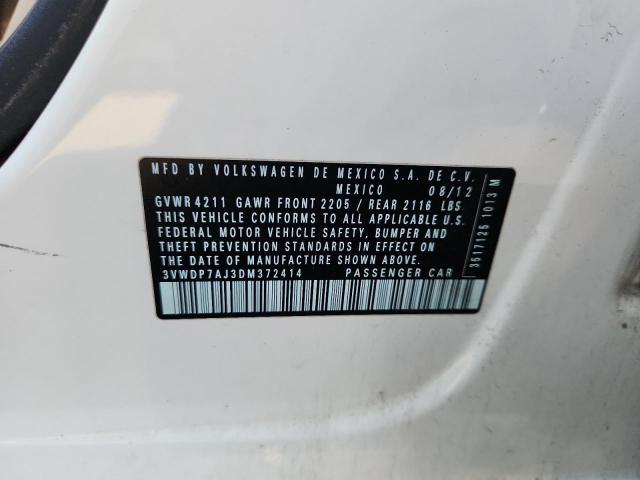 MFD BY VOLKSWAGEN DE MEXICO S.A. DE C.V.
MEXICO 08/12
GVWR 4211 GAWR FRONT 2205 / REAR 2116 LBS
THIS VEHICLE CONFORMS TO ALL APPLICABLE U.S.
FEDERAL MOTOR VEHICLE SAFETY, BUMPER AND
THEFT PREVENTION STANDARDS IN EFFECT ON
THE DATE OF MANUFACTURE SHOWN ABOVE.
3VWDP7AJ3DM372414 PASSENGER CAR
3517125 1013 M